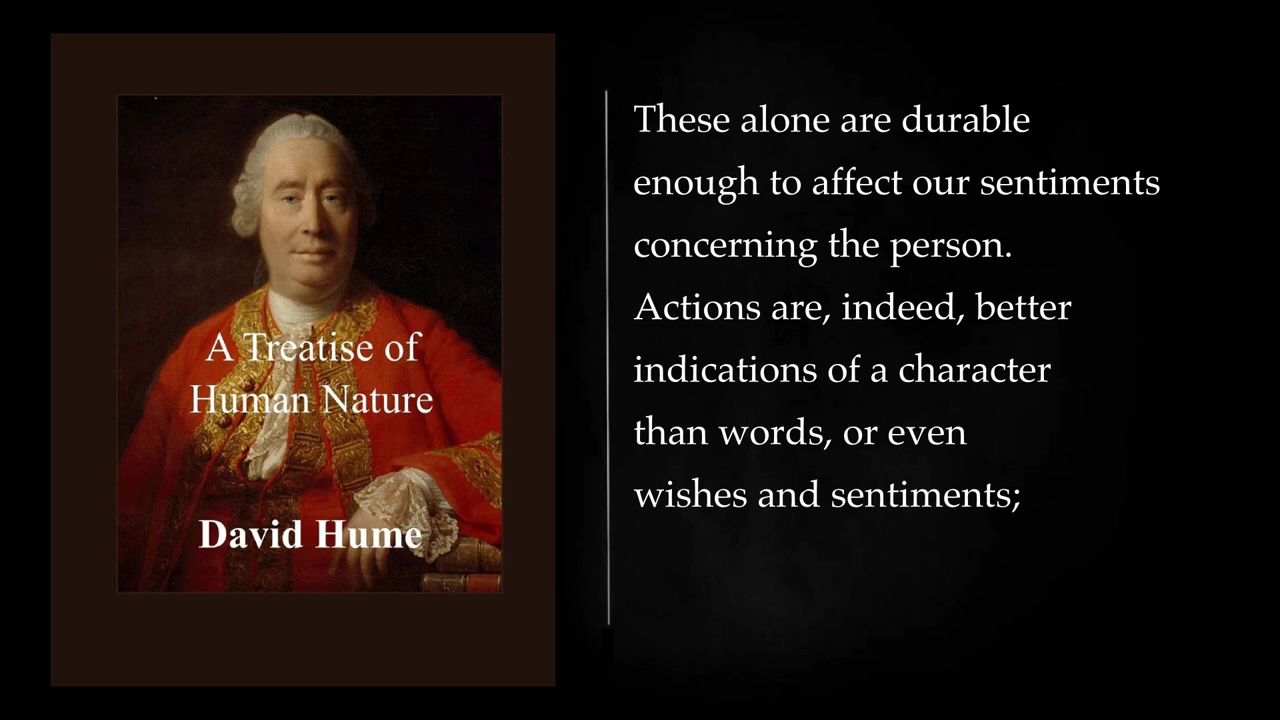 A Treatise of
Human Nature
David Hume
These alone are durable
enough to affect our sentiments
concerning the person.
Actions are, indeed, better
indications of a character
than words, or even
wishes and sentiments;